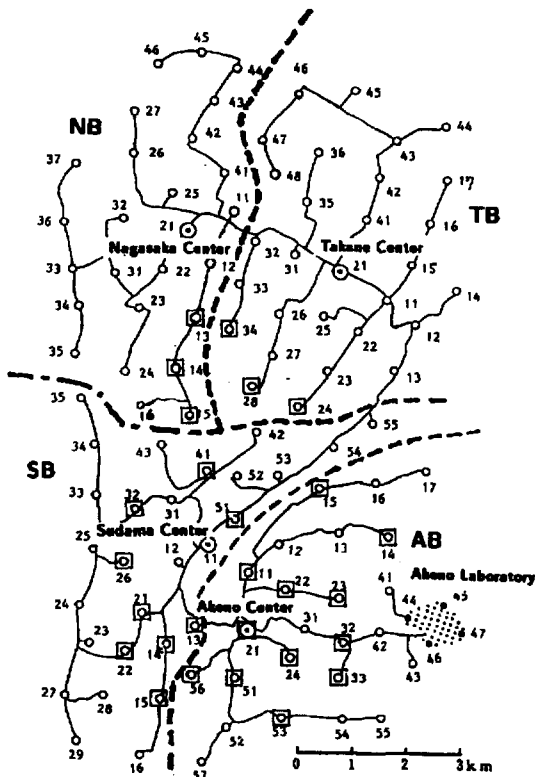 45
46 44 46
43 45
27 47 44
NB 42 43
26 48 36
37 41 42 17
25 11 35 TB
36 32 21 41 16
32
Nagasaka Center Takane Center
31 21 15
33 31 22 12 11 14
33 26
34 23 25 22 12
13 34
35 24 14 27 23 13
28 24
35 16 15 55
42 54
34 43 41
SB 52 53
33 32 31 51 15 16 17
Sudama Center
25 12 11 12 13 14 AB
26 11 22 23 41 Akeno Laboratory
24 21 Akeno Center 44 45
23 13 31 32 42 47
22 14 21 46
56 24 33 43
27 28 15 51
53 54 55
29 16 52
57 0 1 2 3 km